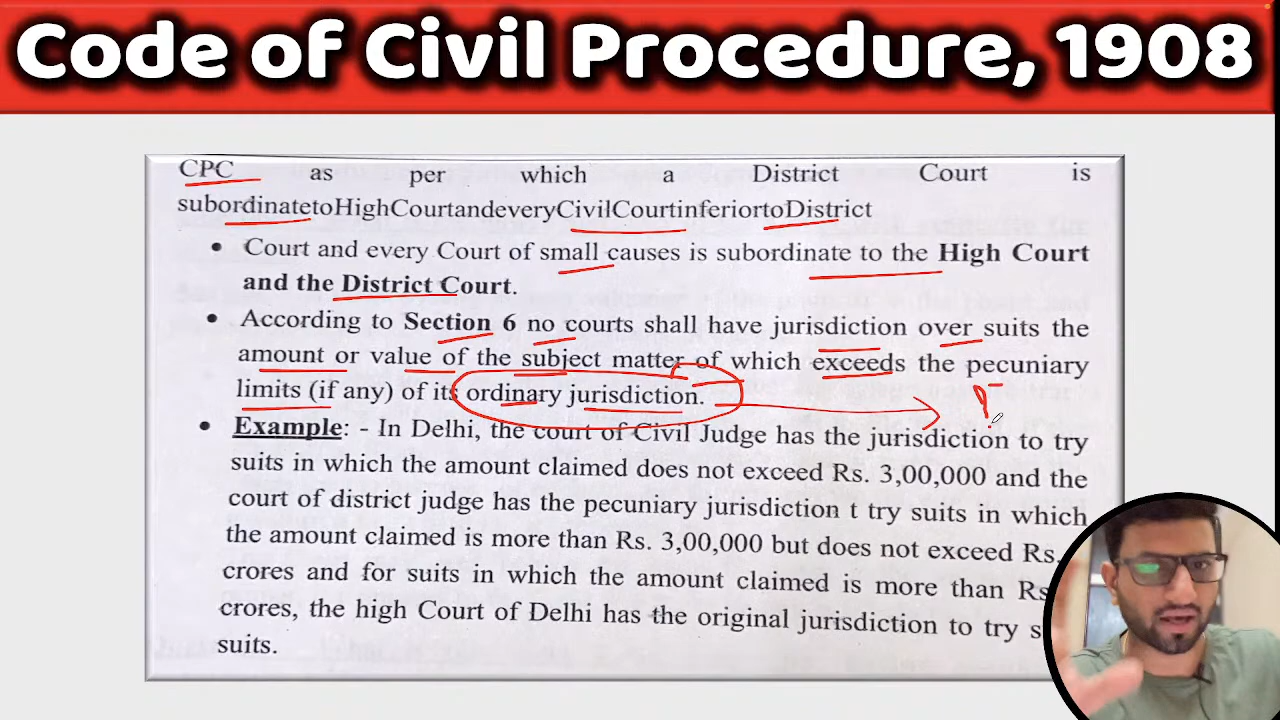 Code of Civil Procedure, 1908
CPC as per which a District Court is
subordinatetoHighCourtandeveryCivilCourtinferiortoDistrict
• Court and every Court of small causes is subordinate to the High Court
and the District Court.
• According to Section 6 no courts shall have jurisdiction over suits the
amount or value of the subject matter of which exceeds the pecuniary
limits (if any) of its ordinary jurisdiction.
• Example: - In Delhi, the court of Civil Judge has the jurisdiction to try
suits in which the amount claimed does not exceed Rs. 3,00,000 and the
court of district judge has the pecuniary jurisdiction t try suits in which
the amount claimed is more than Rs. 3,00,000 but does not exceed Rs.
crores and for suits in which the amount claimed is more than Rs
crores, the high Court of Delhi has the original jurisdiction to try
suits.